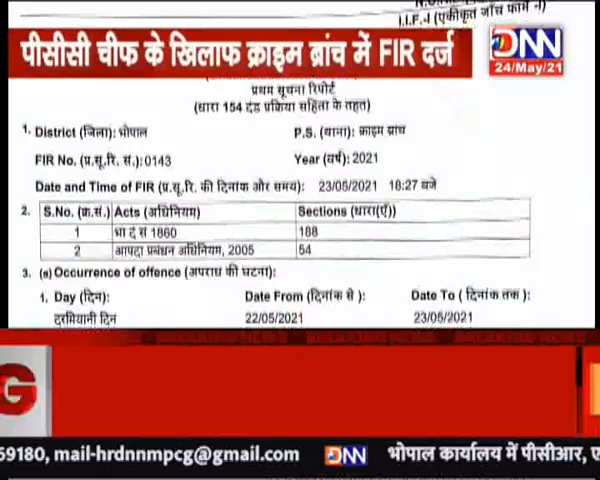 I.I.F.-I (एकीकृत जाँच फार्म
पीसीसी चीफ के खिलाफ क्राइम ब्रांच में FIR दर्ज
DNN
24/May/21
प्रथम सूचना रिपोर्ट
(धारा 154 दंड प्रक्रिया संहिता के तहत)
1. District (जिला): भोपाल P.S. (थाना): क्राइम ब्रांच
FIR No. (प्र.सू.रि. सं.):0143 Year (वर्ष): 2021
Date and Time of FIR (प्र.सू.रि. की दिनांक और समय): 23/05/2021 18:27 बजे
2. S.No. (क्र.सं.) Acts (अधिनियम) Sections (धारा(एँ))
1 भा दं सं 1860 188
2 आपदा प्रबंधन अधिनियम, 2005 54
3. (a) Occurrence of offence (अपराध की घटना):
1. Day (दिन): Date From (दिनांक से ): Date To ( दिनांक तक ):
दरमियानी दिन 22/05/2021 23/05/2021
G
59180, mail-hrdnnmpcg@gmail.com DNN भोपाल कार्यालय में पीसीआर,